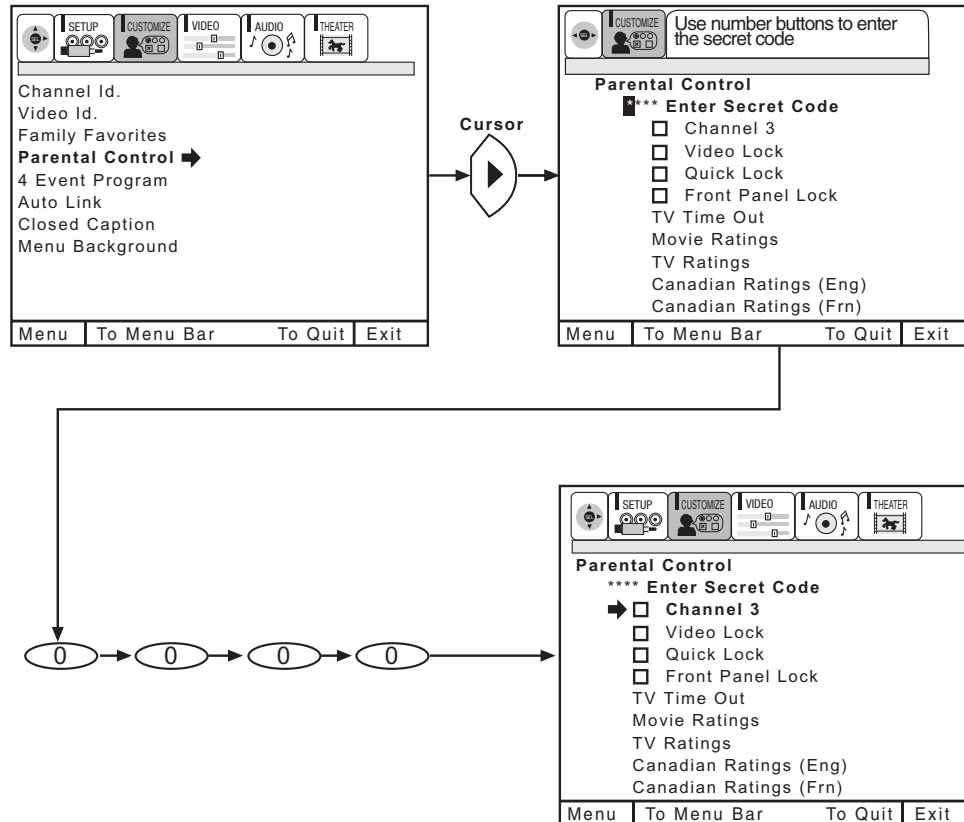 SETUP CUSTOMIZE VIDEO AUDIO THEATER
SEL
Channel Id.
Video Id.
Family Favorites
Parental Control
4 Event Program
Auto Link
Closed Caption
Menu Background
Menu To Menu Bar To Quit Exit
Cursor
SEL
CUSTOMIZE
Use number buttons to enter
the secret code
Parental Control
**** Enter Secret Code
Channel 3
Video Lock
Quick Lock
Front Panel Lock
TV Time Out
Movie Ratings
TV Ratings
Canadian Ratings (Eng)
Canadian Ratings (Frn)
Menu To Menu Bar To Quit Exit
0 0 0 0
SETUP CUSTOMIZE VIDEO AUDIO THEATER
SEL
Parental Control
**** Enter Secret Code
Channel 3
Video Lock
Quick Lock
Front Panel Lock
TV Time Out
Movie Ratings
TV Ratings
Canadian Ratings (Eng)
Canadian Ratings (Frn)
Menu To Menu Bar To Quit Exit